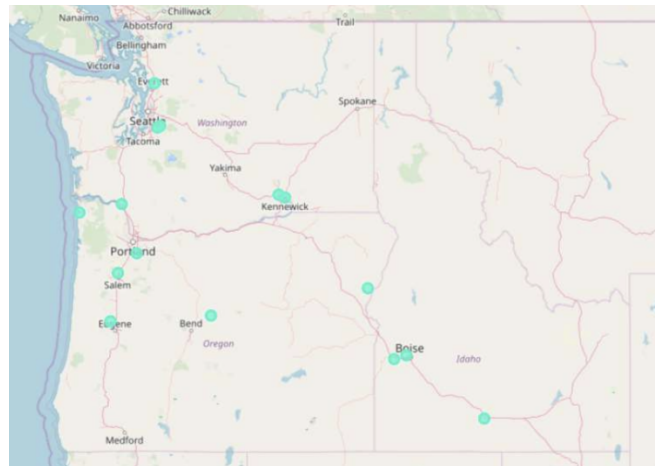 Chilliwack
Nanaimo
Abbotsford
Trail
Bellingham
Victoria
Everett
Spokane
Seattle
Washington
Tacoma
Yakima
Kennewick
Portland
Salem
Eugene
Bend
Oregon
Boise
Idaho
Medford